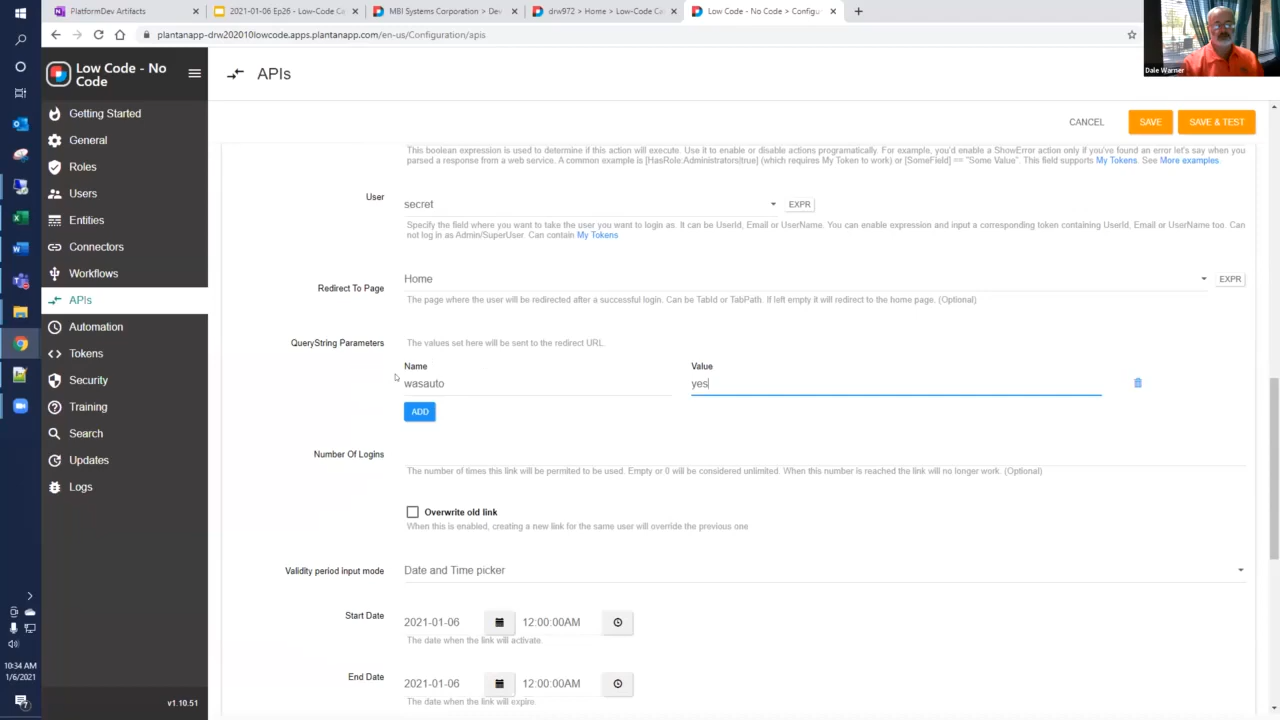 PlatformDev Artifacts
2021-01-06 Ep26 - Low-Code Ca
MBI Systems Corporation > Dev
drw972 > Home > Low-Code Ca
Low Code - No Code > Configur
plantanapp-drw202010lowcode.apps.plantanapp.com/en-us/Configuration/apis
Dale Warner
Low Code - No Code
APIs
Getting Started
General
Roles
Users
Entities
Connectors
Workflows
APIs
Automation
Tokens
Security
Training
Search
Updates
Logs
v1.10.51
CANCEL
SAVE
SAVE & TEST
This boolean expression is used to determine if this action will execute. Use it to enable or disable actions programatically. For example, you'd enable a ShowError action only if you've found an error let's say when you
parsed a response from a web service. A common example is [HasRole:Administrators/true] (which requires My Token to work) or [SomeField] == "Some Value". This field supports My Tokens. See More examples.
User
secret
EXPR
Specify the field where you want to take the user you want to login as. It can be UserId, Email or UserName. You can enable expression and input a corresponding token containing UserId, Email or UserName too. Can
not log in as Admin/SuperUser. Can contain My Tokens
Redirect To Page
Home
EXPR
The page where the user will be redirected after a successful login. Can be TabId or TabPath. If left empty it will redirect to the home page. (Optional)
QueryString Parameters
The values set here will be sent to the redirect URL.
Name
Value
wasauto
yes
ADD
Number Of Logins
The number of times this link will be permited to be used. Empty or 0 will be considered unlimited. When this number is reached the link will no longer work. (Optional)
Overwrite old link
When this is enabled, creating a new link for the same user will override the previous one
Validity period input mode
Date and Time picker
Start Date
2021-01-06
12:00:00AM
The date when the link will activate.
End Date
2021-01-06
12:00:00AM
The date when the link will expire.
10:34 AM
1/6/2021